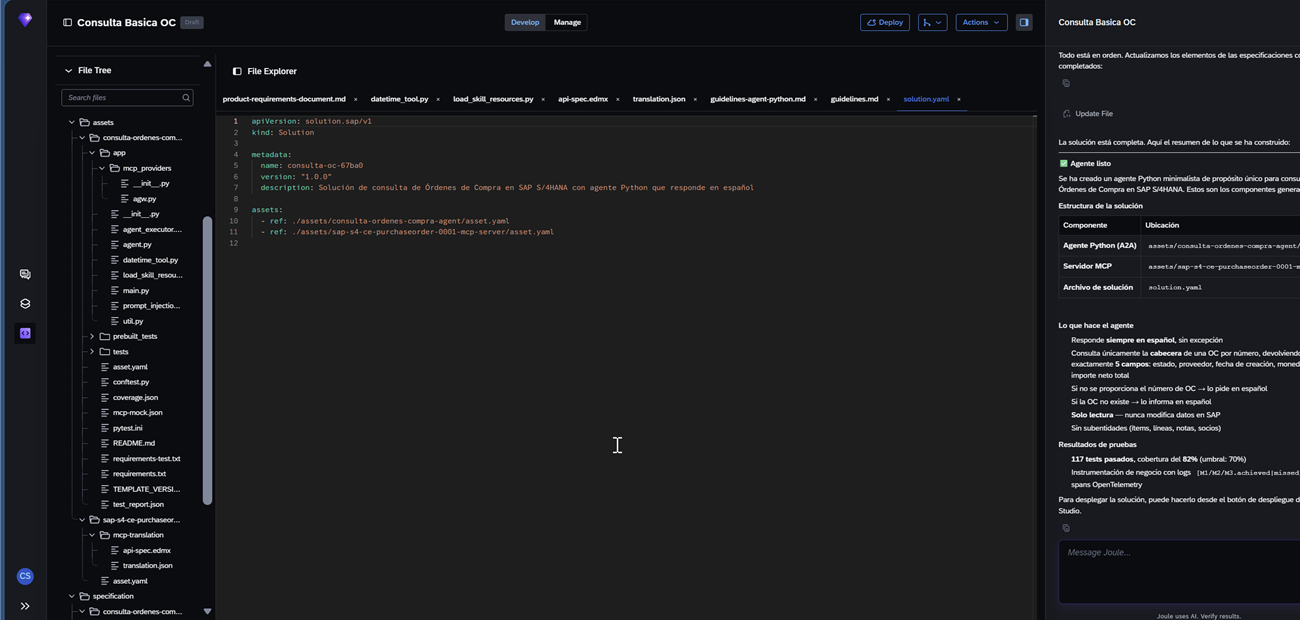 Consulta Basica OC
Draft
Develop
Manage
Deploy
Actions
File Tree
Search files
assets
consulta-ordenes-com...
app
mcp_providers
__init__.py
agw.py
__init__.py
agent_executor....
agent.py
datetime_tool.py
load_skill_resou...
main.py
prompt_injectio...
util.py
prebuilt_tests
tests
asset.yaml
conftest.py
coverage.json
mcp-mock.json
pytest.ini
README.md
requirements-test.txt
requirements.txt
TEMPLATE_VERSI...
test_report.json
sap-s4-ce-purchaseor...
mcp-translation
api-spec.edmx
translation.json
asset.yaml
specification
consulta-ordenes-com...
CS
File Explorer
product-requirements-document.md ×
datetime_tool.py ×
load_skill_resources.py ×
api-spec.edmx ×
translation.json ×
guidelines-agent-python.md ×
guidelines.md ×
solution.yaml ×
1 apiVersion: solution.sap/v1
2 kind: Solution
3
4 metadata:
5 name: consulta-oc-67ba0
6 version: "1.0.0"
7 description: Solución de consulta de Órdenes de Compra en SAP S/4HANA con agente Python que responde en español
8
9 assets:
10 - ref: ./assets/consulta-ordenes-compra-agent/asset.yaml
11 - ref: ./assets/sap-s4-ce-purchaseorder-0001-mcp-server/asset.yaml
12
Consulta Basica OC
Todo está en orden. Actualizamos los elementos de las especificaciones co
completados:
Update File
La solución está completa. Aquí el resumen de lo que se ha construido:
✅ Agente listo
Se ha creado un agente Python minimalista de propósito único para consu
Órdenes de Compra en SAP S/4HANA. Estos son los componentes genera
Estructura de la solución
Componente Ubicación
Agente Python (A2A) assets/consulta-ordenes-compra-agent/
Servidor MCP assets/sap-s4-ce-purchaseorder-0001-m
Archivo de solución solution.yaml
Lo que hace el agente
Responde siempre en español, sin excepción
Consulta únicamente la cabecera de una OC por número, devolviendo
exactamente 5 campos: estado, proveedor, fecha de creación, moned
importe neto total
Si no se proporciona el número de OC → lo pide en español
Si la OC no existe → lo informa en español
Solo lectura — nunca modifica datos en SAP
Sin subentidades (ítems, líneas, notas, socios)
Resultados de pruebas
117 tests pasados, cobertura del 82% (umbral: 70%)
Instrumentación de negocio con logs [M1/M2/M3.achieved|missed
spans OpenTelemetry
Para desplegar la solución, puede hacerlo desde el botón de despliegue d
Studio.
Message Joule...
Joule uses AI. Verify results.